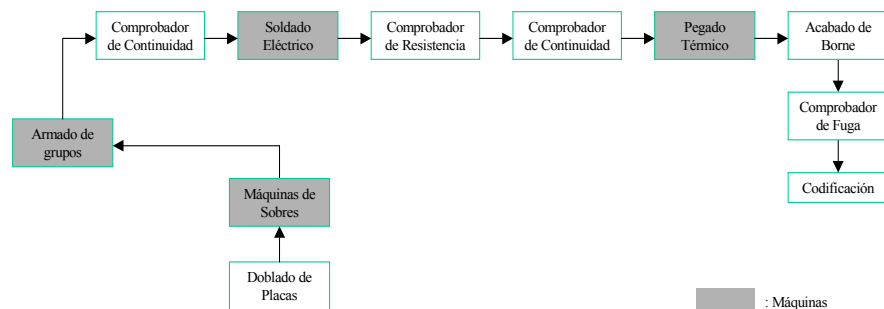 Comprobador
de Continuidad
Soldado
Eléctrico
Comprobador
de Resistencia
Comprobador
de Continuidad
Pegado
Térmico
Acabado de
Borne
Comprobador
de Fuga
Armado de
grupos
Máquinas de
Sobres
Codificación
Doblado de
Placas
: Máquinas